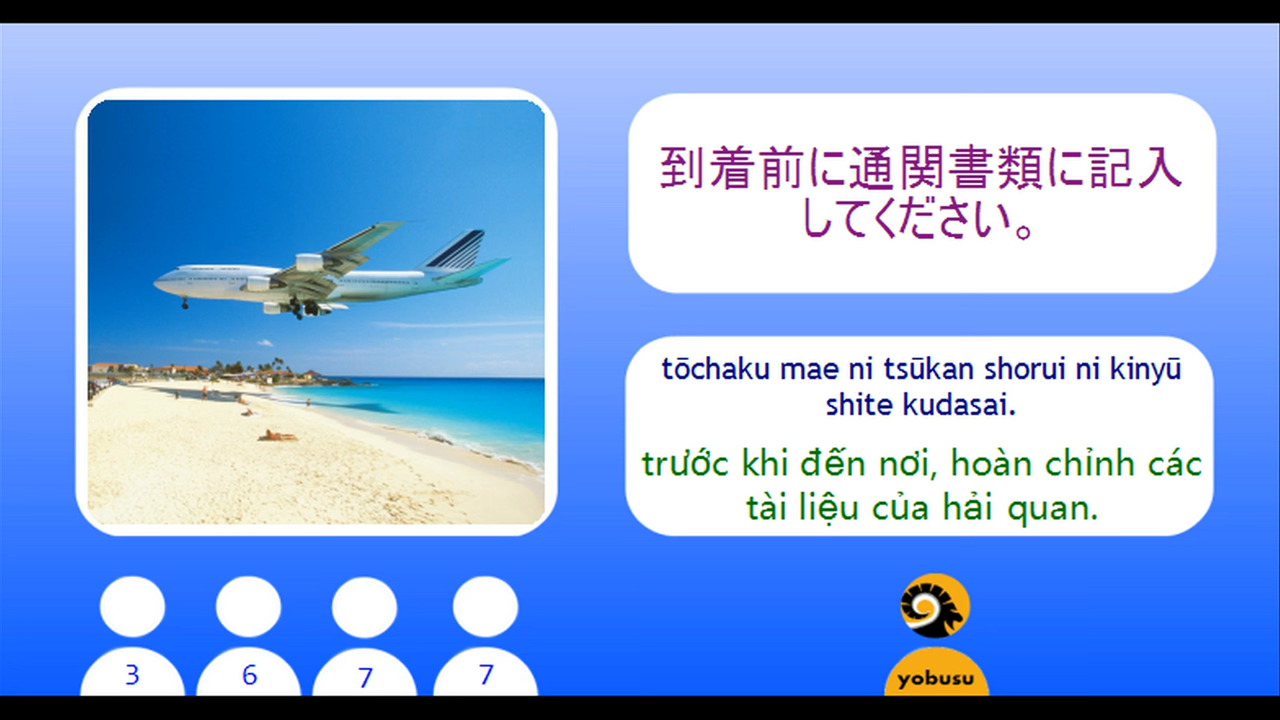 到着前に通関書類に記入
してください。
tōchaku mae ni tsūkan shorui ni kinyū
shite kudasai.
trước khi đến nơi, hoàn chỉnh các
tài liệu của hải quan.
3 6 7 7
yobusu